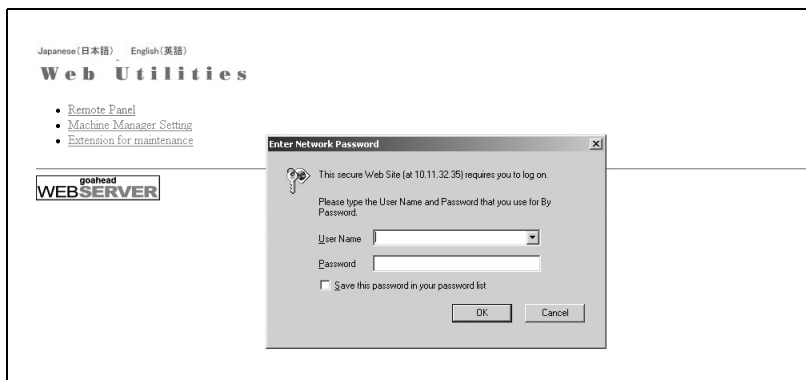 Japanese(日本語) English(英語)
Web Utilities
Remote Panel
Machine Manager Setting
Extension for maintenance
goahead
WEBSERVER
Enter Network Password
This secure Web Site (at 10.11.32.35) requires you to log on.
Please type the User Name and Password that you use for By
Password.
User Name
Password
Save this password in your password list
OK Cancel